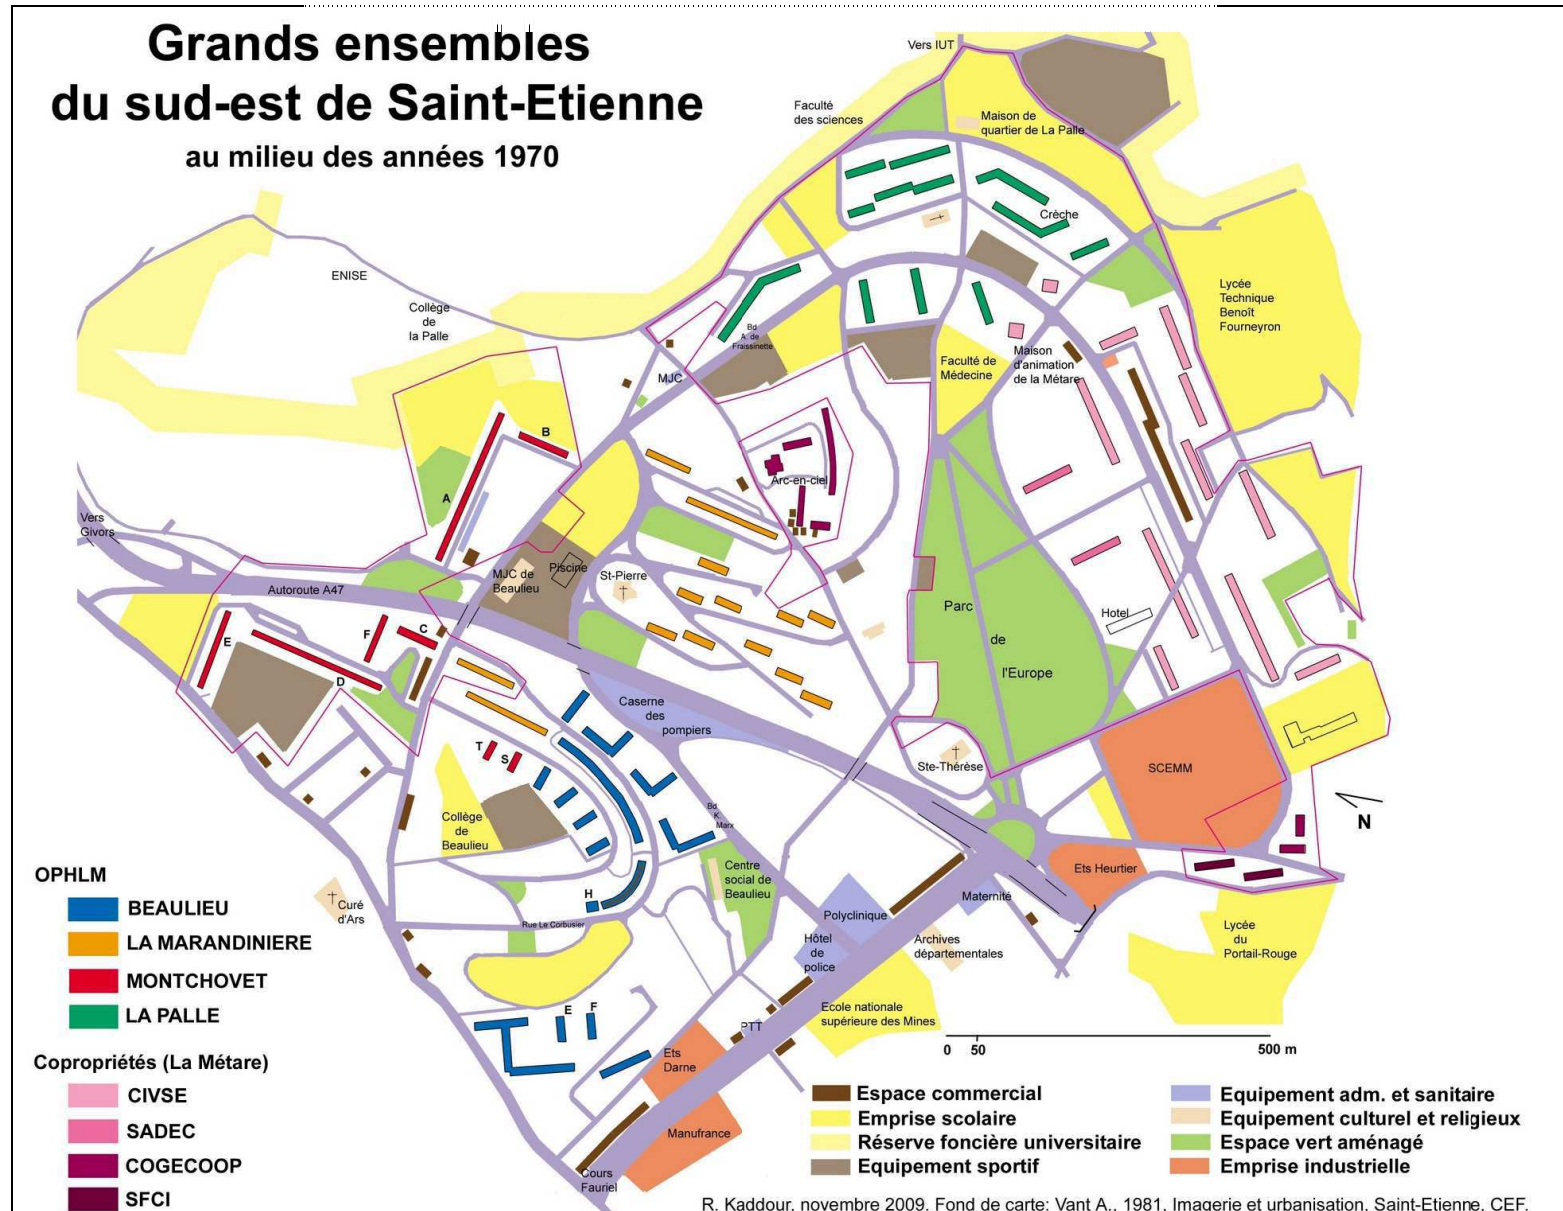 Grands ensembles
du sud-est de Saint-Etienne
au milieu des années 1970
Vers IUT
Faculté
des sciences
Maison de
quartier de La Palle
Crèche
ENISE
Collège
de
la Palle
Lycée
Technique
Benoît
Fourneyron
Bd
A. de
Fraissinette
MJC
Faculté de
Médecine
Maison
d'animation
de la Métare
B
A
Arc-en-ciel
Vers
Givors
MJC de
Beaulieu
Piscine
St-Pierre
Autoroute A47
Parc
de
l'Europe
Hotel
E
F
C
D
Caserne
des
pompiers
T
S
Ste-Thérèse
SCEMM
N
Collège
de
Beaulieu
Bd
K.
Marx
Centre
social de
Beaulieu
Ets Heurtier
H
Curé
d'Ars
Rue Le Corbusier
Polyclinique
Maternité
Hôtel
de
police
Archives
départementales
Lycée
du
Portail-Rouge
E
F
Ecole nationale
supérieure des Mines
PTT
Ets
Darne
Manufrance
Cours
Fauriel
0 50 500 m
OPHLM
BEAULIEU
LA MARANDINIERE
MONTCHOVET
LA PALLE
Copropriétés (La Métare)
CIVSE
SADEC
COGECOOP
SFCI
Espace commercial
Emprise scolaire
Réserve foncière universitaire
Equipement sportif
Equipement adm. et sanitaire
Equipement culturel et religieux
Espace vert aménagé
Emprise industrielle
R. Kaddour, novembre 2009. Fond de carte: Vant A., 1981, Imagerie et urbanisation, Saint-Etienne, CEF.